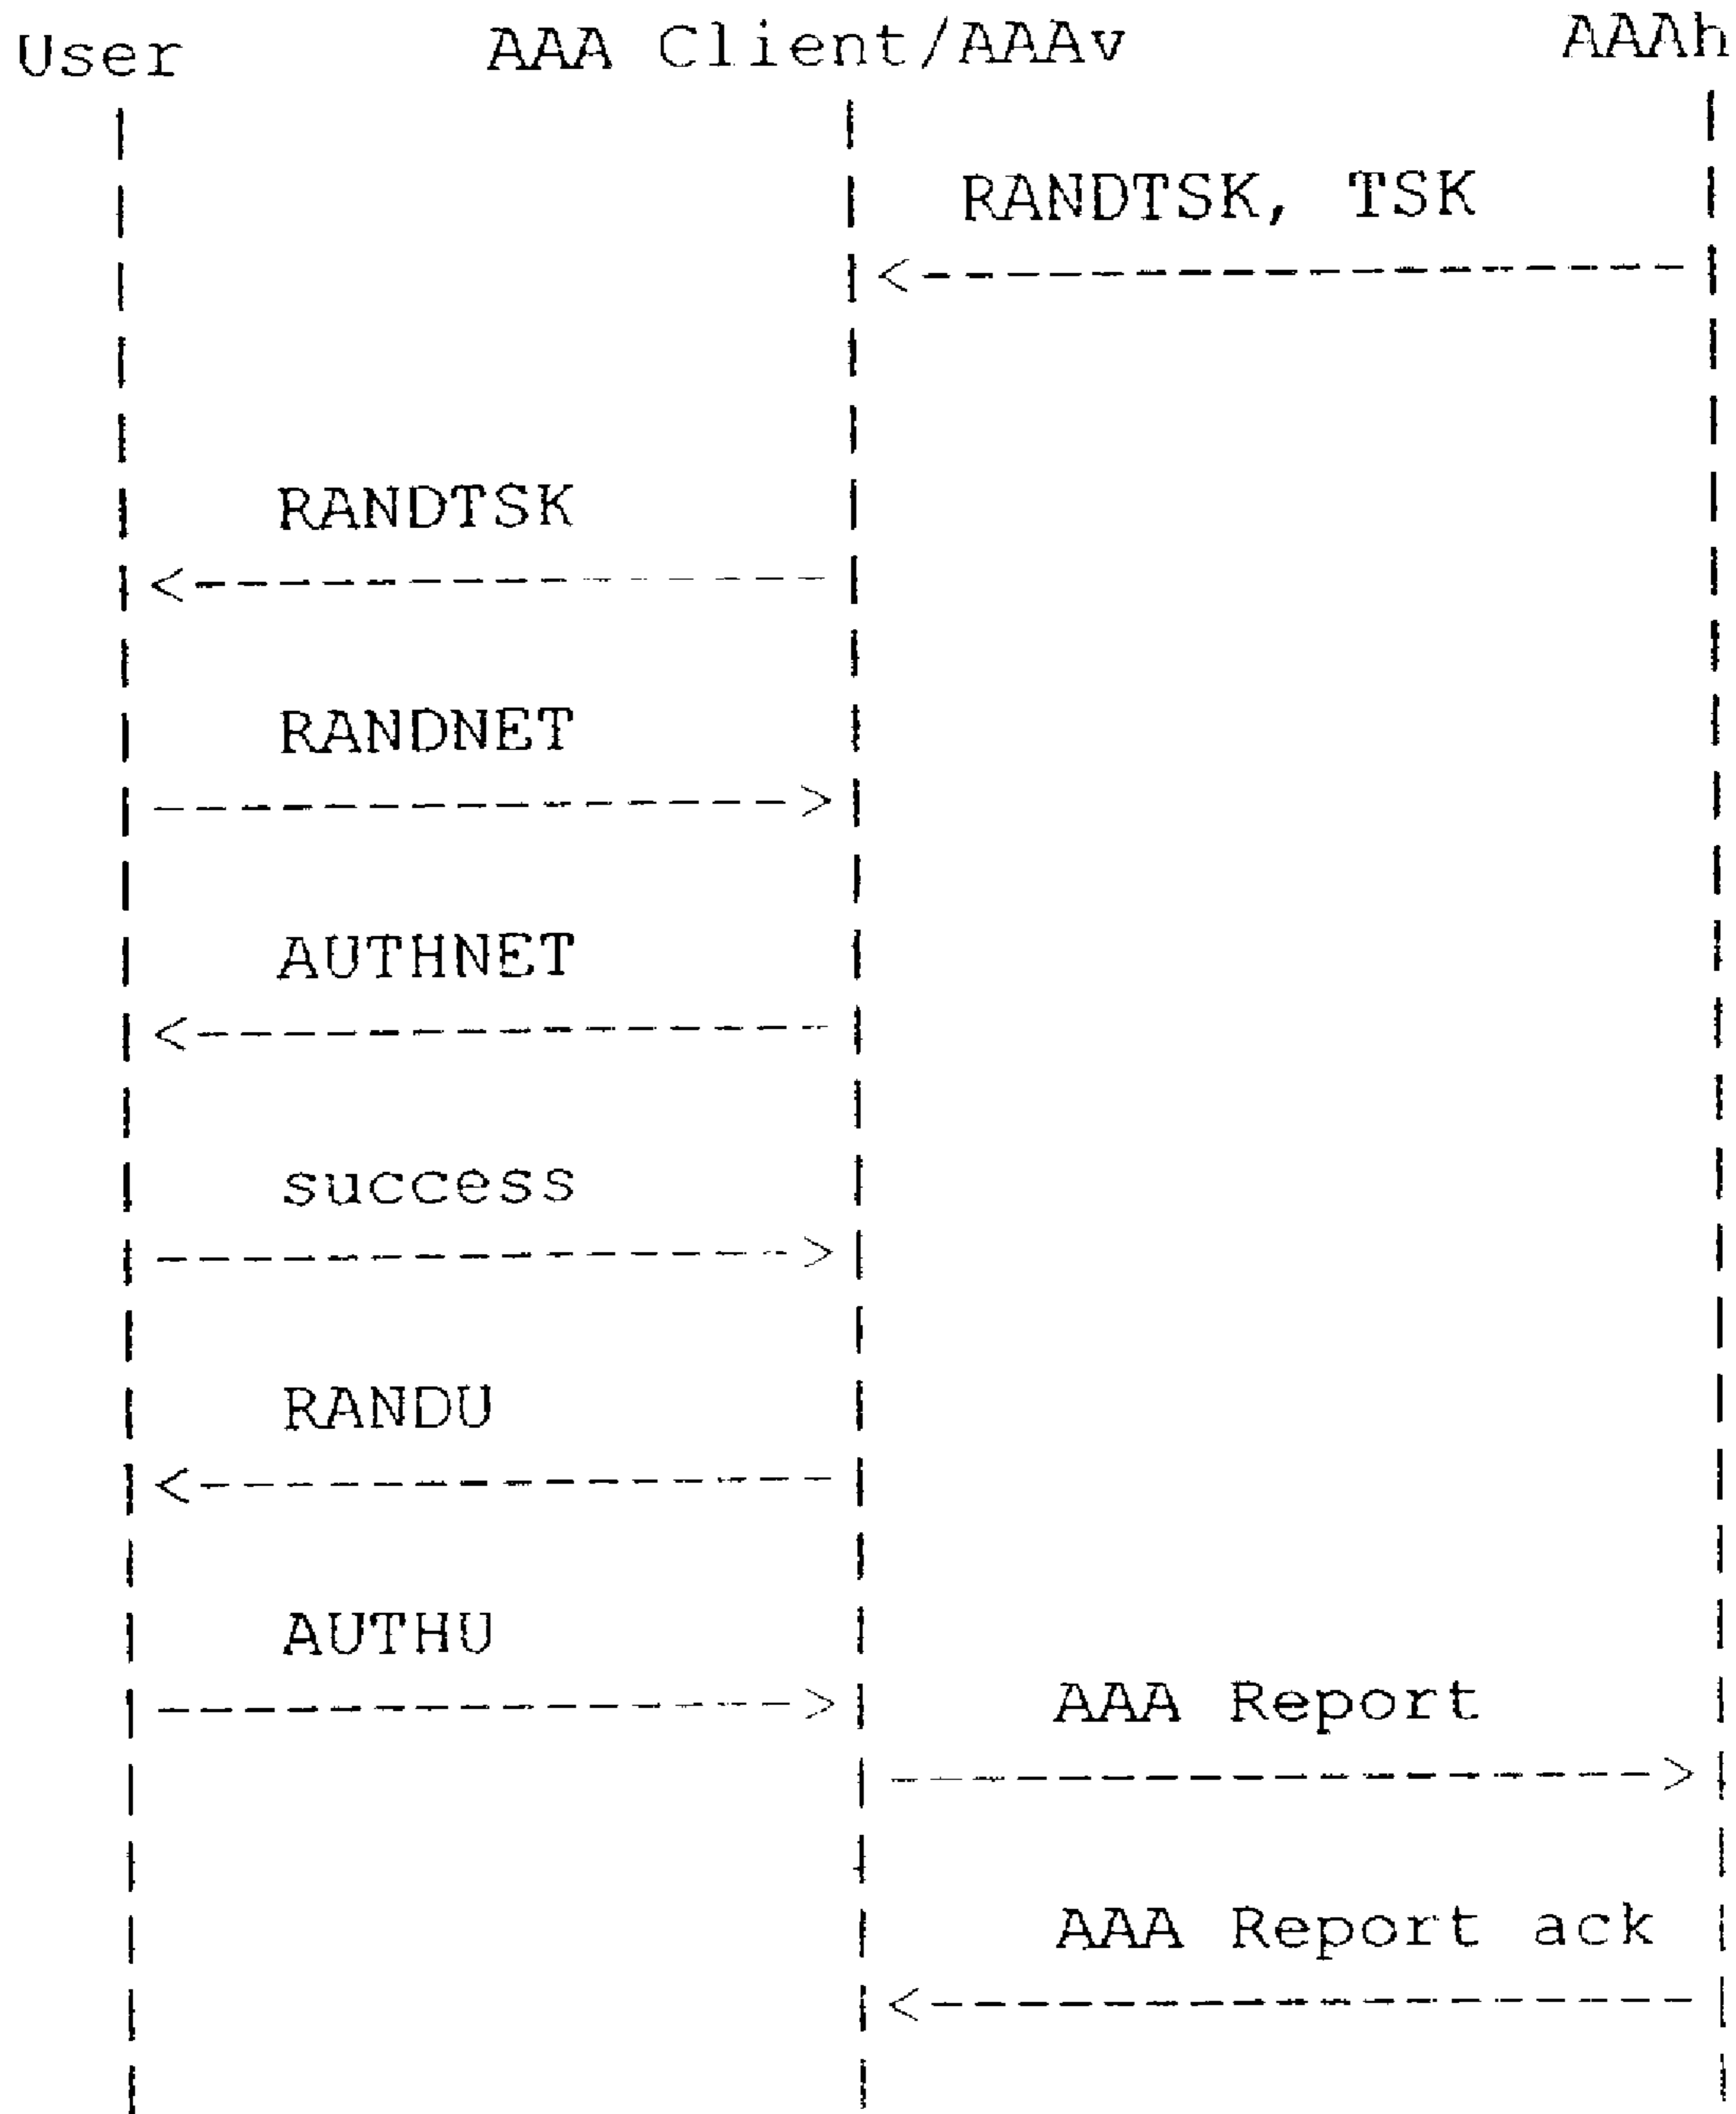 User AAA Client/AAAv AAAh
RANDTSK, TSK
RANDTSK
RANDNET
AUTHNET
success
RANDU
AUTHU
AAA Report
AAA Report ack